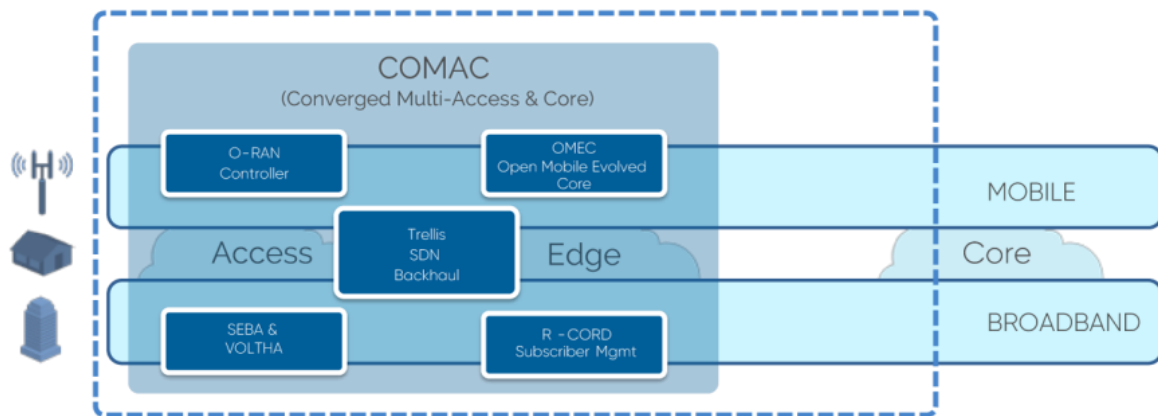 COMAC
(Converged Multi-Access & Core)
O-RAN
Controller
OMEC
Open Mobile Evolved
Core
MOBILE
Access
Trellis
SDN
Backhaul
Edge
Core
SEBA &
VOLTHA
R -CORD
Subscriber Mgmt
BROADBAND